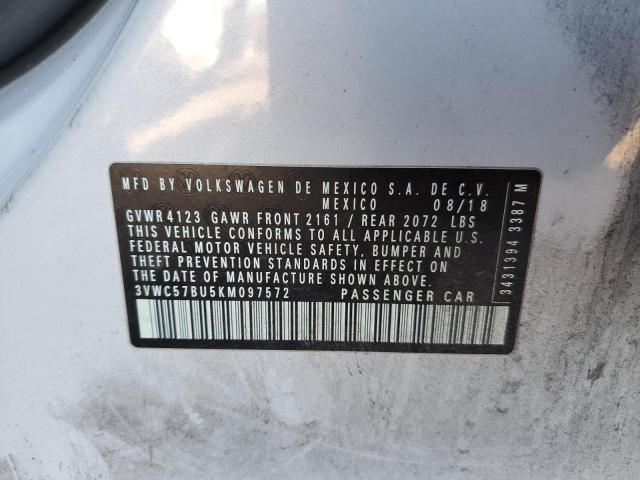 MFD BY VOLKSWAGEN DE MEXICO S.A. DE C.V.
MEXICO 08/18
GVWR 4123 GAWR FRONT 2161 / REAR 2072 LBS
THIS VEHICLE CONFORMS TO ALL APPLICABLE U.S.
FEDERAL MOTOR VEHICLE SAFETY, BUMPER AND
THEFT PREVENTION STANDARDS IN EFFECT ON
THE DATE OF MANUFACTURE SHOWN ABOVE.
3VWC57BU5KM097572 PASSENGER CAR
3431394 3387 M